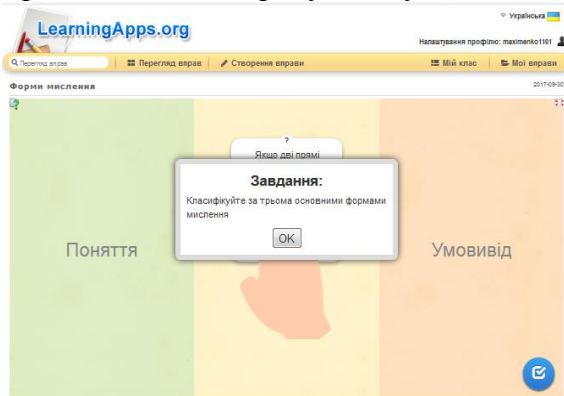 Українська
LearningApps.org
Налаштування профілю: maximenko1101
Перегляд вправ
Перегляд вправ
Створення вправи
Мій клас
Мої вправи
Форми мислення
2017-09-30
?
Якщо дві прямі
Завдання:
Класифікуйте за трьома основними формами
мислення
OK
Поняття
Умовивід